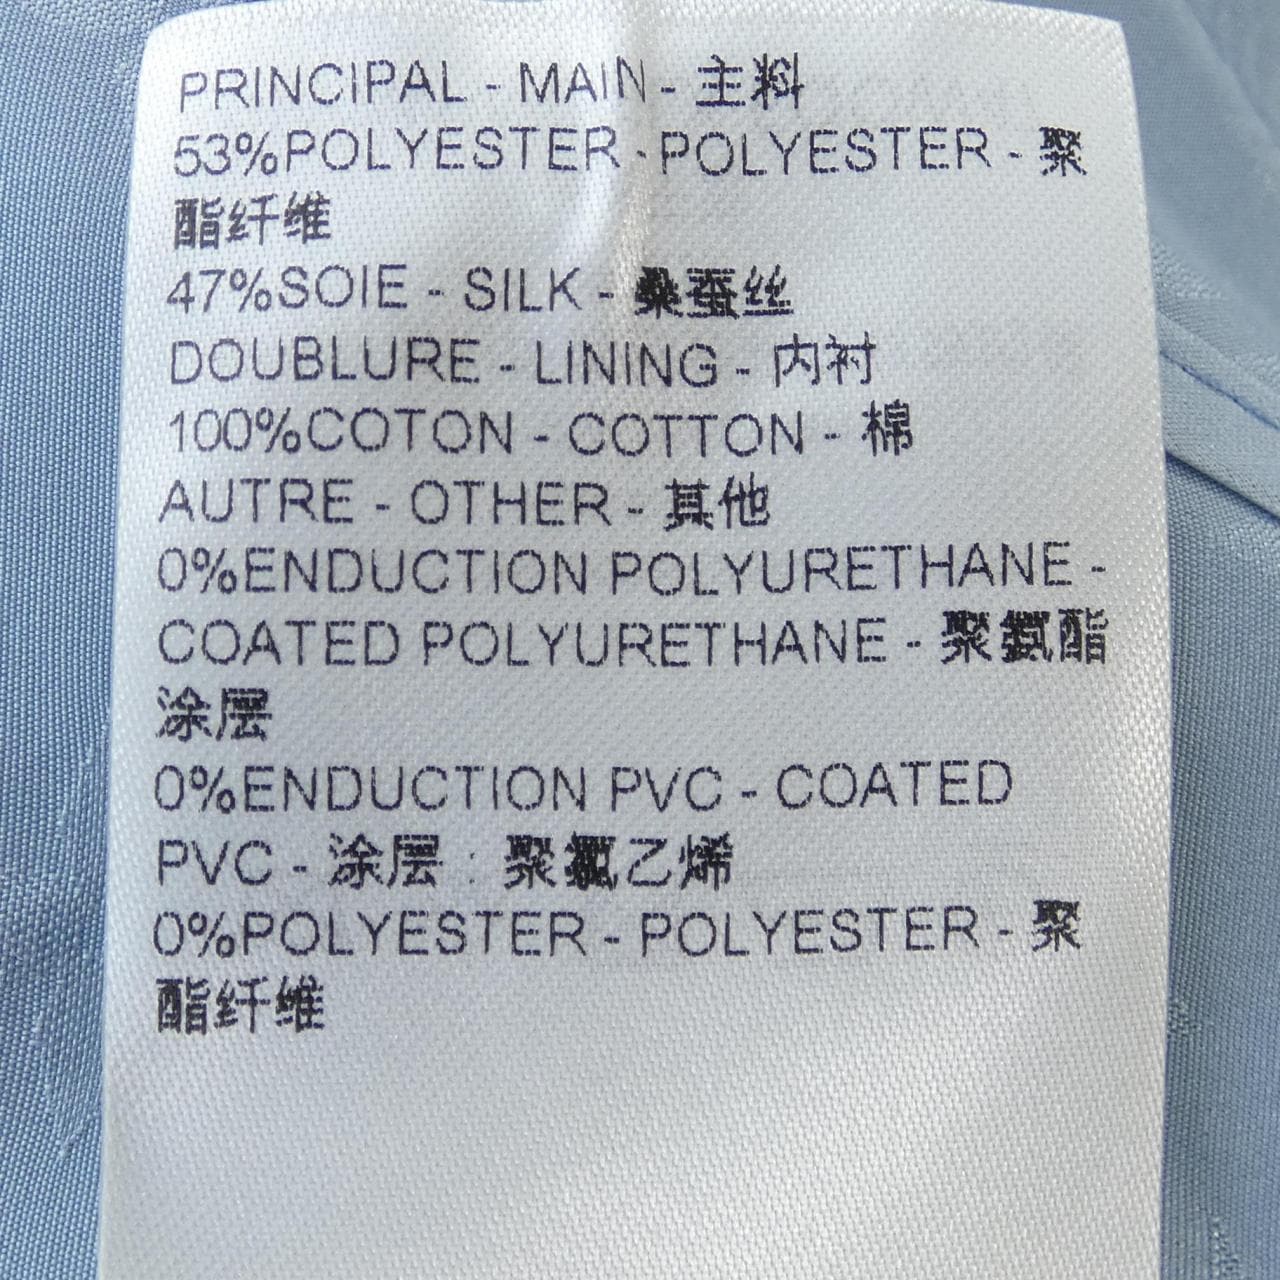 PRINCIPAL - MAIN - 主料
53%POLYESTER - POLYESTER - 聚
酯纤维
47%SOIE - SILK - 桑蚕丝
DOUBLURE - LINING - 内衬
100%COTON - COTTON - 棉
AUTRE - OTHER - 其他
0%ENDUCTION POLYURETHANE -
COATED POLYURETHANE - 聚氨酯
涂层
0%ENDUCTION PVC - COATED
PVC - 涂层 : 聚氯乙烯
0%POLYESTER - POLYESTER - 聚
酯纤维